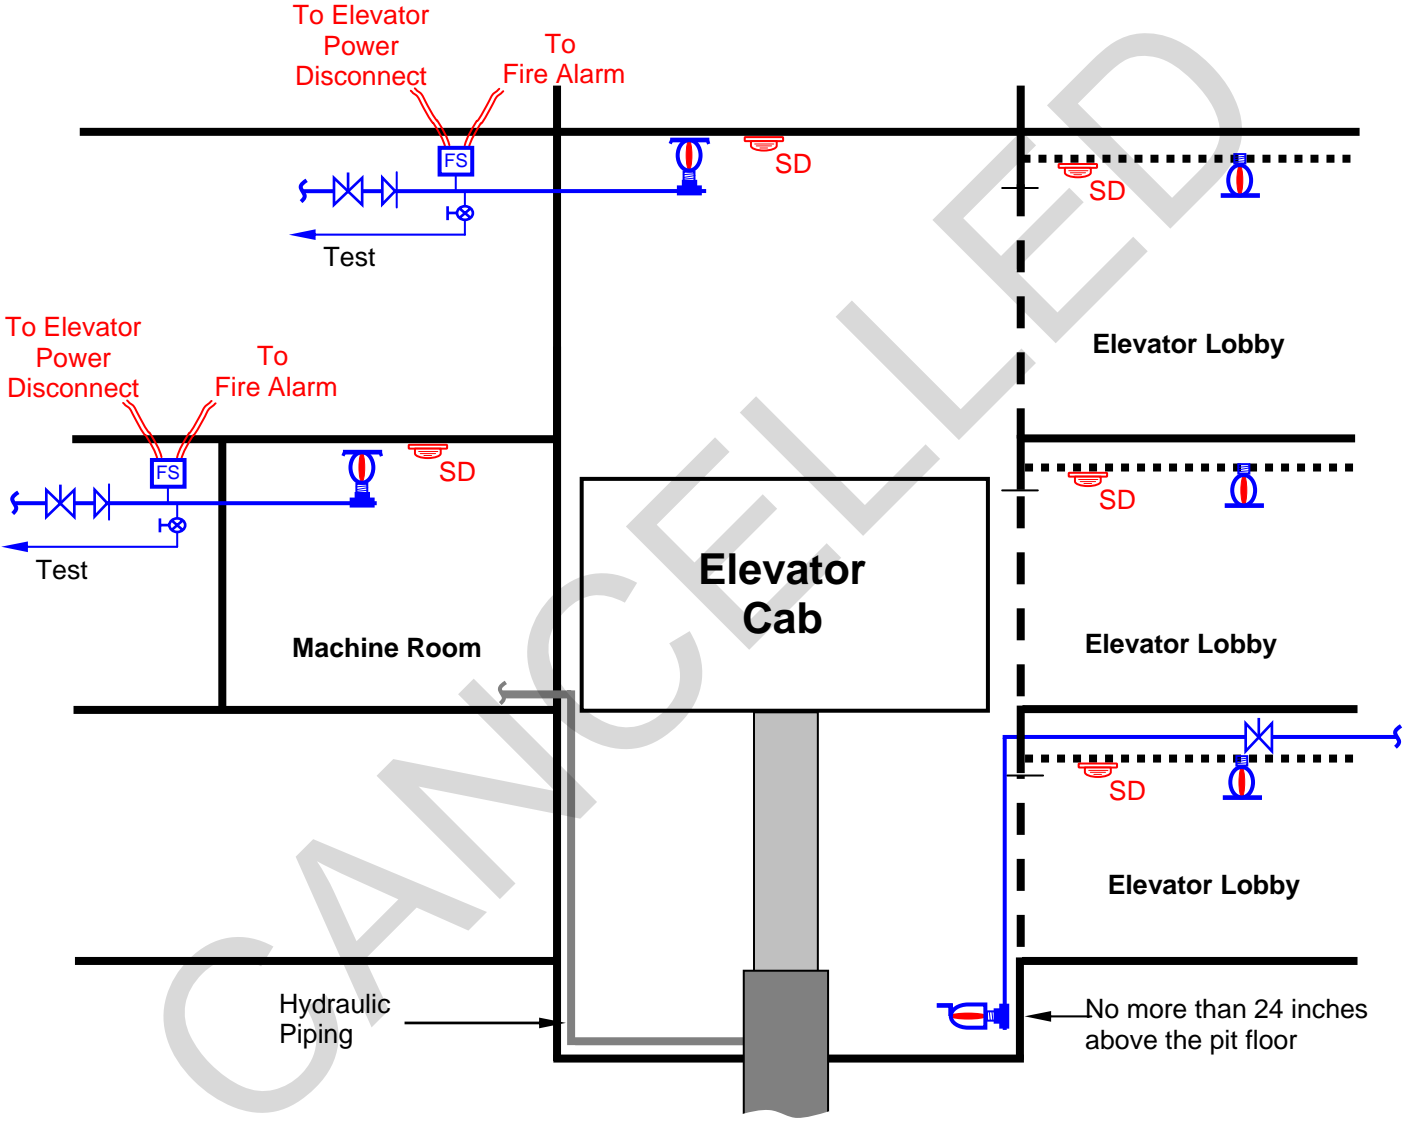 To Elevator
Power
Disconnect
To
Fire Alarm
FS
SD
SD
Test
To Elevator
Power
Disconnect
To
Fire Alarm
Elevator Lobby
FS
SD
SD
Test
Elevator
Cab
Machine Room
Elevator Lobby
SD
Elevator Lobby
Hydraulic
Piping
No more than 24 inches
above the pit floor
CANCELLED